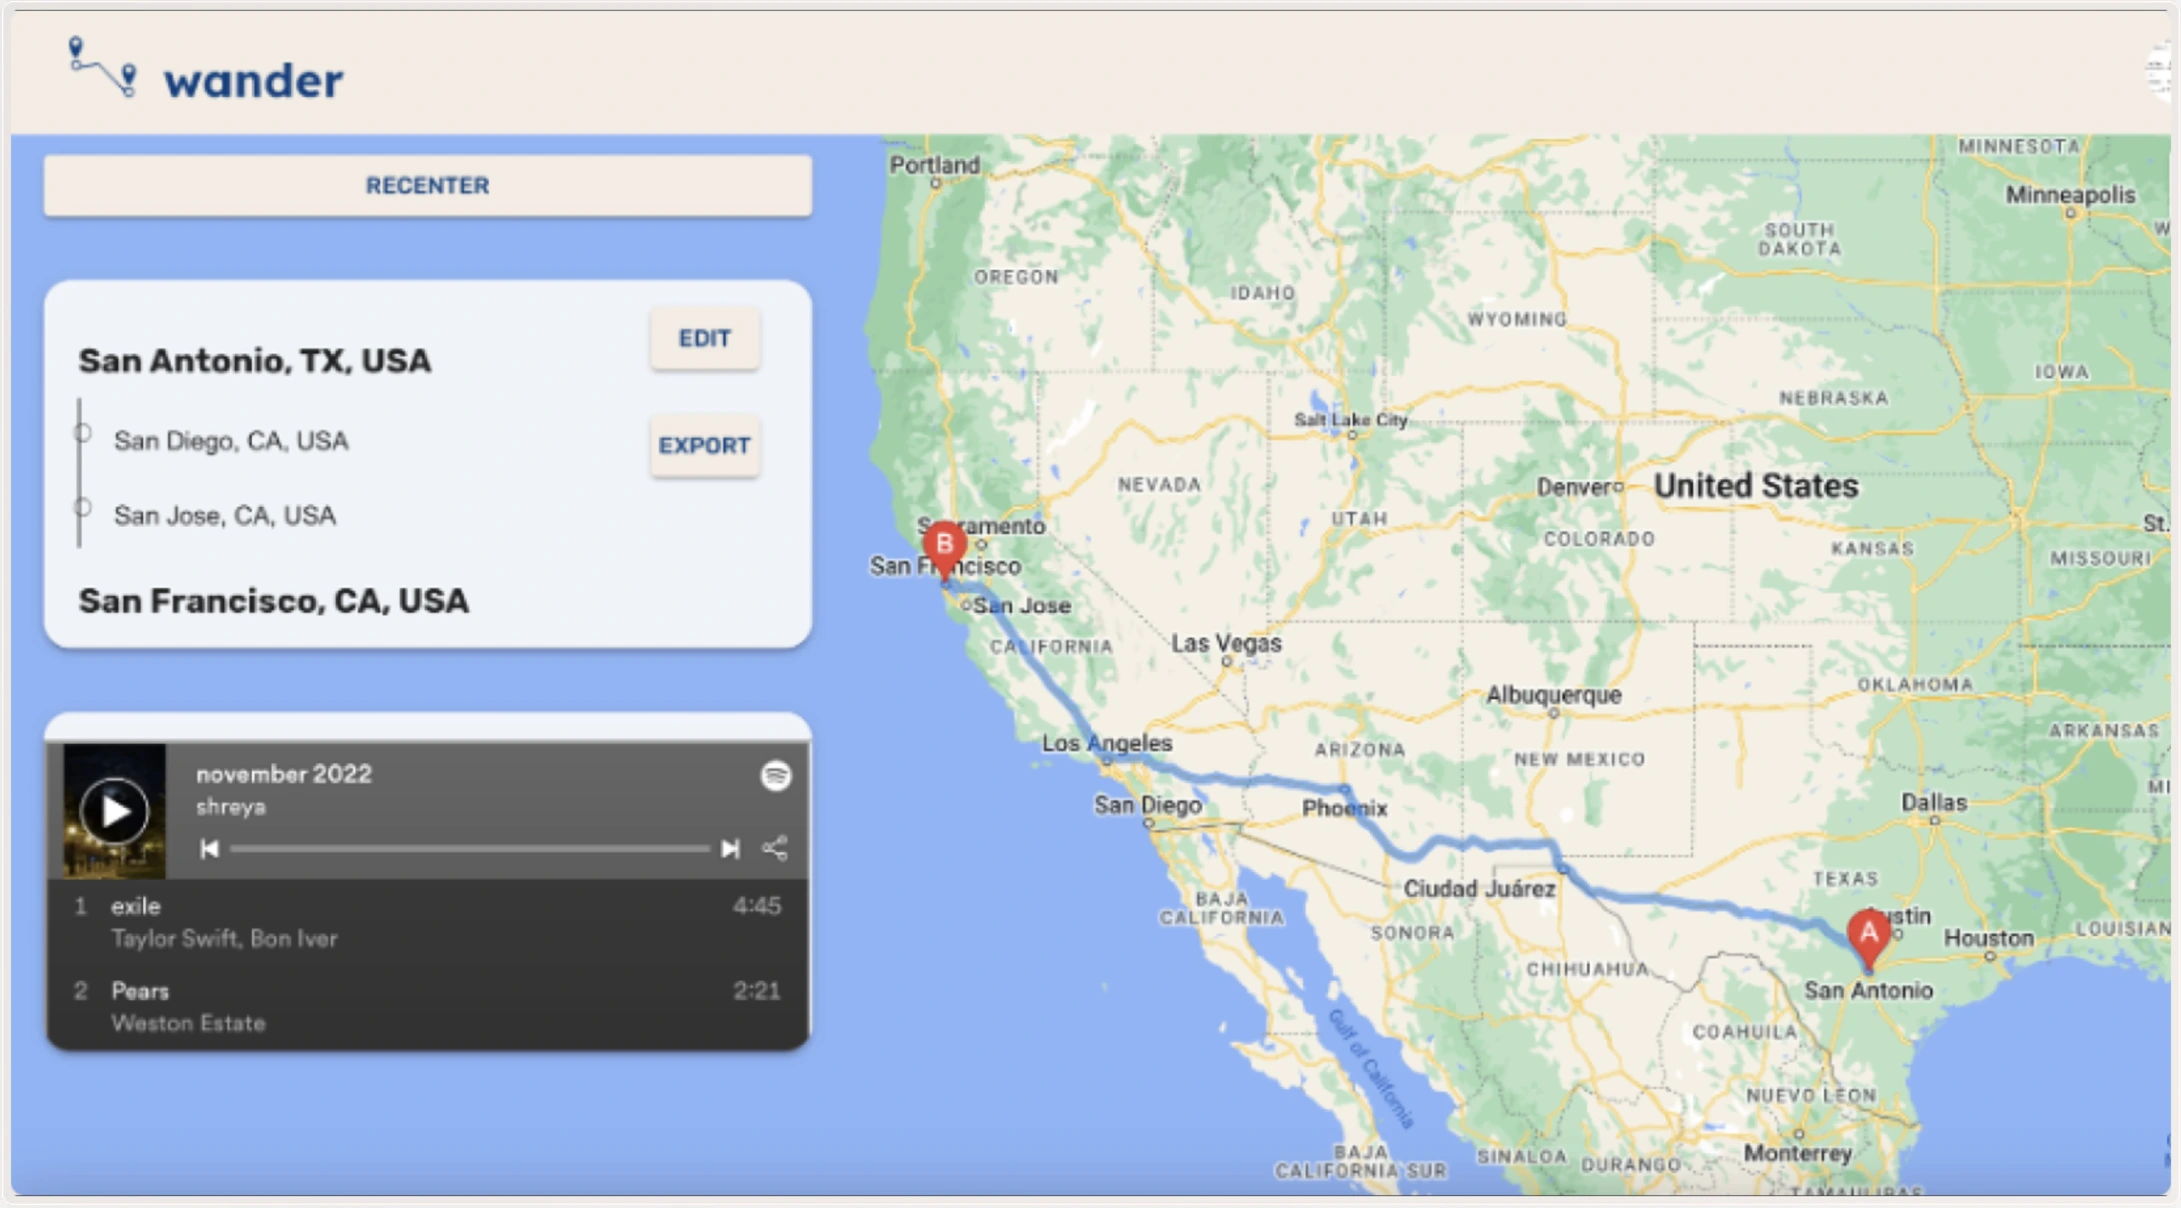 wander
RECENTER
San Antonio, TX, USA
EDIT
San Diego, CA, USA
EXPORT
San Jose, CA, USA
San Francisco, CA, USA
november 2022
shreya
1 exile 4:45
Taylor Swift, Bon Iver
2 Pears 2:21
Weston Estate
Portland
MINNESOTA
Minneapolis
SOUTH
DAKOTA
OREGON
IDAHO
WYOMING
IOWA
NEBRASKA
Salt Lake City
NEVADA
Denver
United States
UTAH
COLORADO
St.
KANSAS
MISSOURI
B
San Francisco
San Jose
CALIFORNIA
Las Vegas
Albuquerque
OKLAHOMA
ARKANSAS
Los Angeles
ARIZONA
NEW MEXICO
MI
San Diego
Phoenix
Dallas
TEXAS
Ciudad Juárez
BAJA
CALIFORNIA
SONORA
A
Houston
LOUISIAN
CHIHUAHUA
San Antonio
COAHUILA
Gulf of California
NUEVO LEON
BAJA
CALIFORNIA SUR
SINALOA
DURANGO
Monterrey
TAMAULIPAS